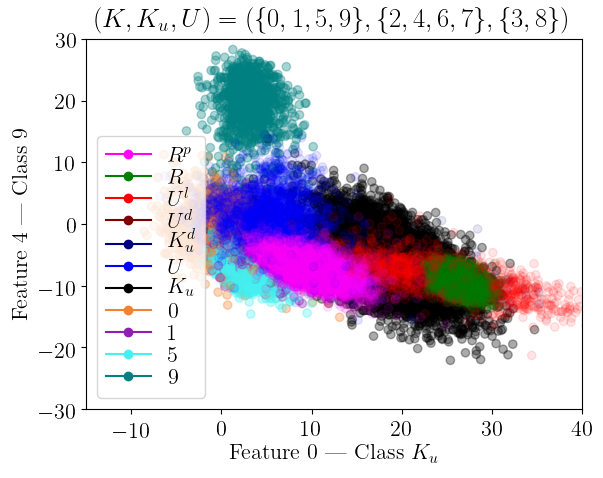 (K, K_u, U) = ({0, 1, 5, 9}, {2, 4, 6, 7}, {3, 8})
30
20
10
0
−10
−20
−30
Feature 4 — Class 9
R^p
R
U^l
U^d
K_u^d
U
K_u
0
1
5
9
−10 0 10 20 30 40
Feature 0 — Class K_u